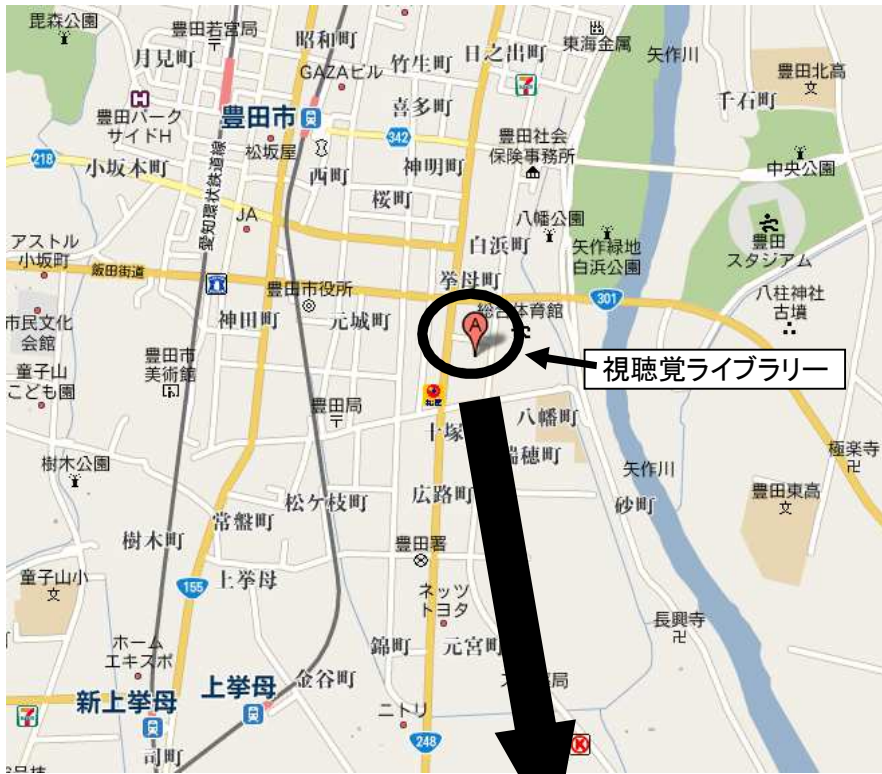 毘森公園
豊田若宮局
〒
月見町
昭和町
GAZAビル
竹生町
日之出町
東海金属
矢作川
豊田北高
文
千石町
豊田パーク
サイドH
H
豊田市
喜多町
342
豊田社会
保険事務所
中央公園
218
小坂本町
松坂屋
西町
神明町
愛知環状鉄道線
桜町
JA
八幡公園
白浜町
矢作緑地
白浜公園
豊田
スタジアム
アストル
小坂町
飯田街道
豊田市役所
挙母町
301
八柱神社
古墳
市民文化
会館
神田町
元城町
総合体育館
A
視聴覚ライブラリー
童子山
こども園
豊田市
美術館
松屋
豊田局
〒
八幡町
十塚
瑞穂町
極楽寺
卍
樹木公園
矢作川
豊田東高
文
松ケ枝町
広路町
砂町
常盤町
樹木町
豊田署
童子山小
文
155
上挙母
ネッツ
トヨタ
長興寺
卍
ホーム
エキスポ
錦町
元宮町
新上挙母
上挙母
金谷町
局
ニトリ
248
K
7
司町